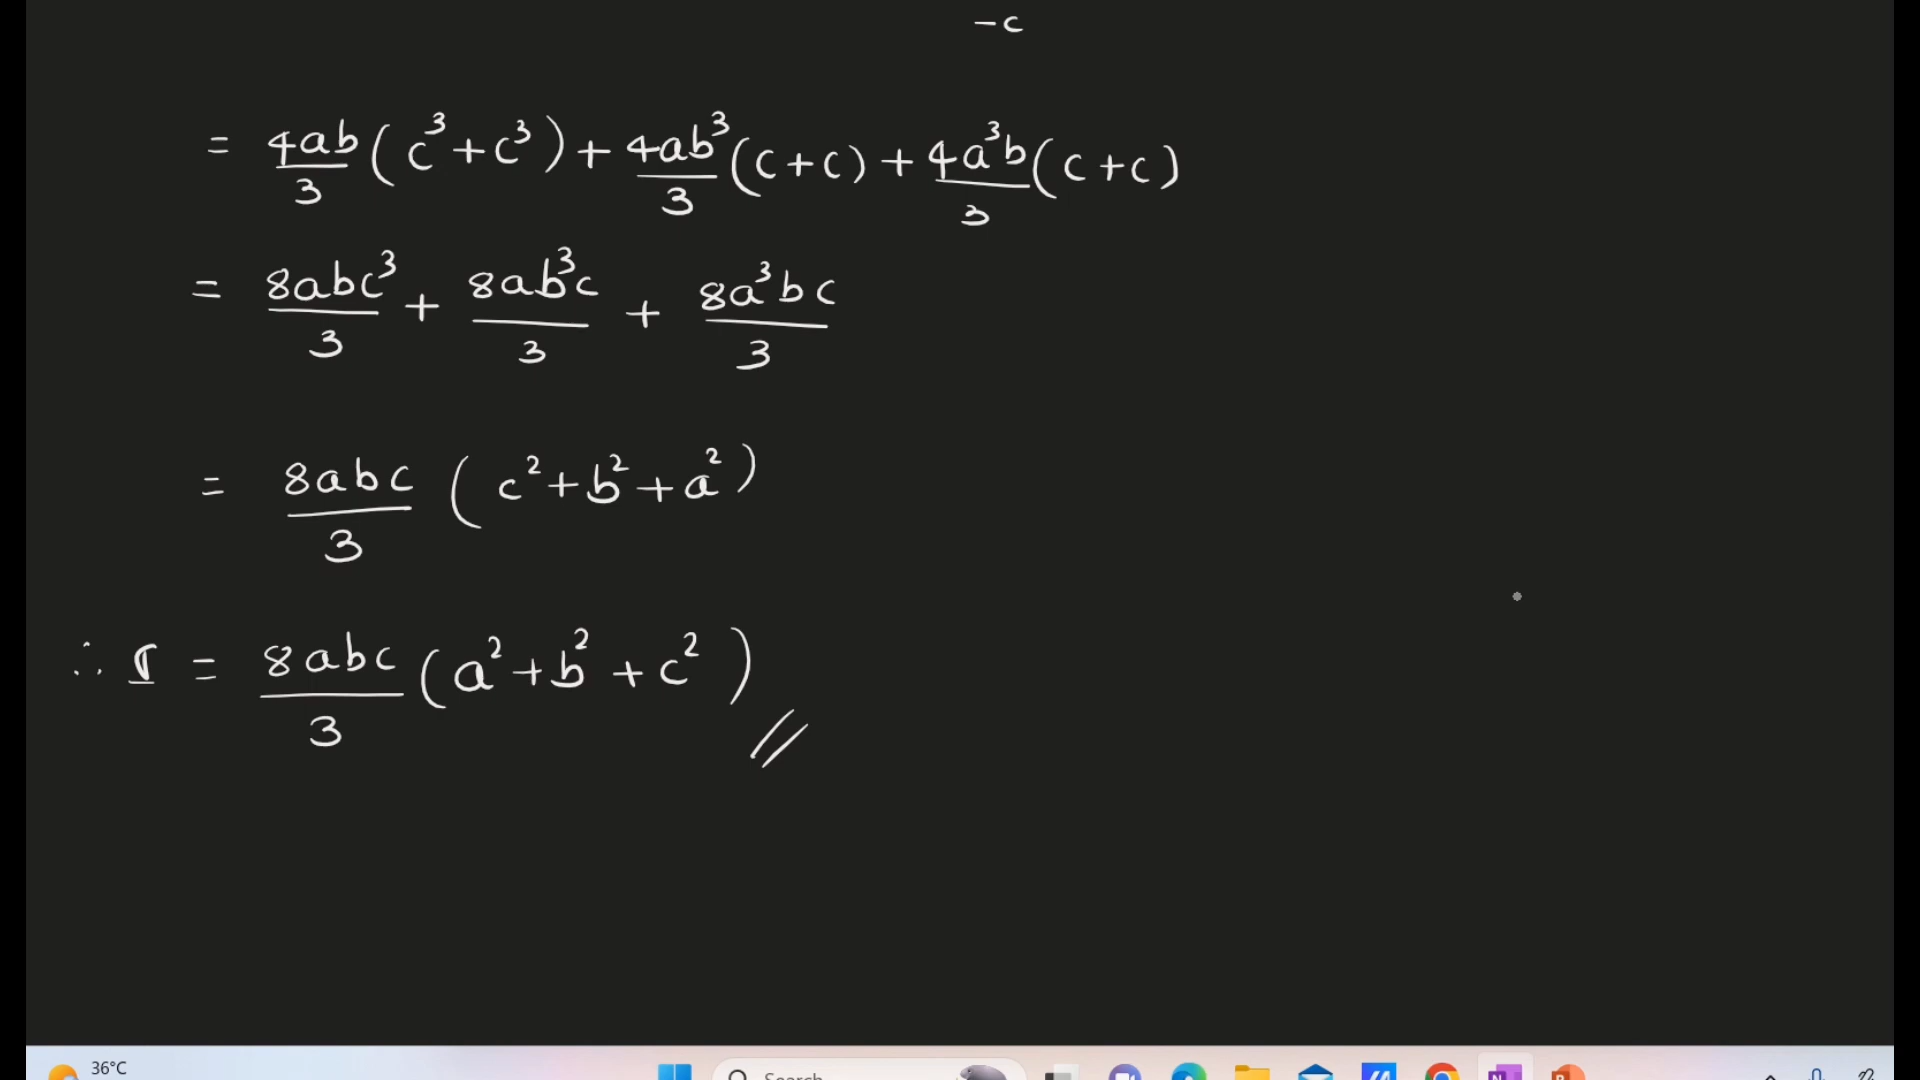 -c
= 4ab/3 (c³+c³) + 4ab³/3 (c+c) + 4a³b/3 (c+c)
= 8abc³/3 + 8ab³c/3 + 8a³bc/3
= 8abc/3 (c²+b²+a²)
∴ I = 8abc/3 (a²+b²+c²) //
36°C
Search